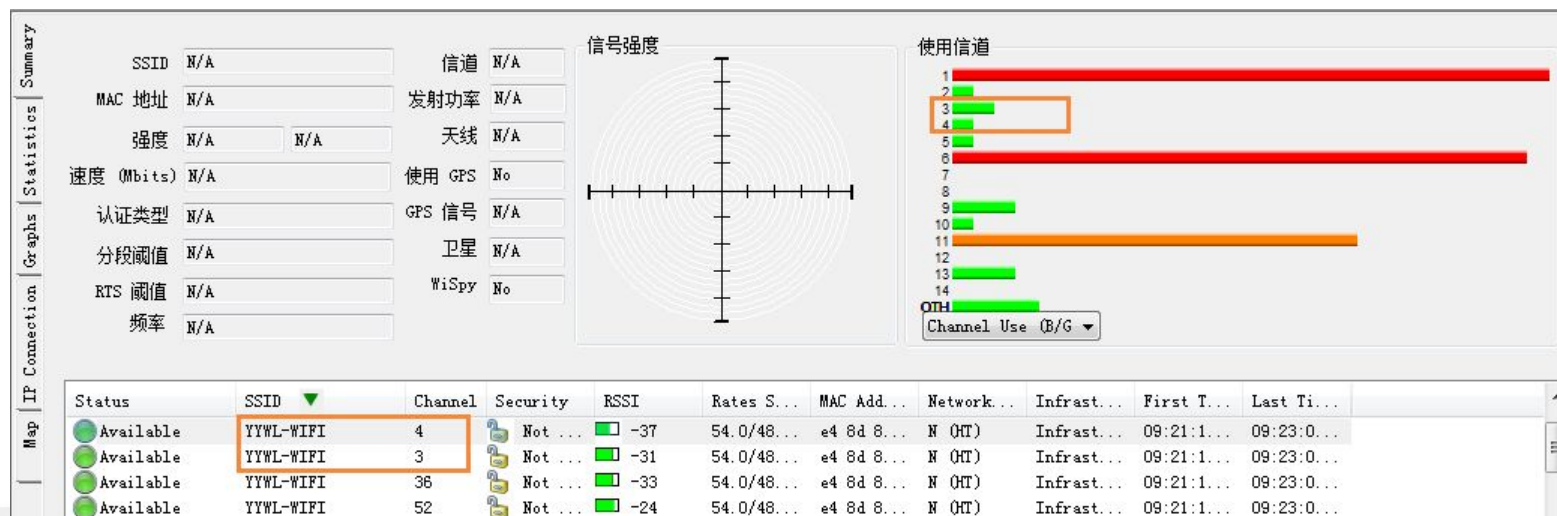 Summary
Statistics
Graphs
IP Connection
Map
SSID N/A
MAC 地址 N/A
强度 N/A N/A
速度 (Mbits) N/A
认证类型 N/A
分段阈值 N/A
RTS 阈值 N/A
频率 N/A
信道 N/A
发射功率 N/A
天线 N/A
使用 GPS No
GPS 信号 N/A
卫星 N/A
WiSpy No
信号强度
使用信道
1
2
3
4
5
6
7
8
9
10
11
12
13
14
OTH
Channel Use (B/G
Status SSID Channel Security RSSI Rates S... MAC Add... Network... Infrast... First T... Last Ti...
Available YYWL-WIFI 4 Not ... -37 54.0/48... e4 8d 8... N (HT) Infrast... 09:21:1... 09:23:0...
Available YYWL-WIFI 3 Not ... -31 54.0/48... e4 8d 8... N (HT) Infrast... 09:21:1... 09:23:0...
Available YYWL-WIFI 36 Not ... -33 54.0/48... e4 8d 8... N (HT) Infrast... 09:21:1... 09:23:0...
Available YYWL-WIFI 52 Not ... -24 54.0/48... e4 8d 8... N (HT) Infrast... 09:21:1... 09:23:0...